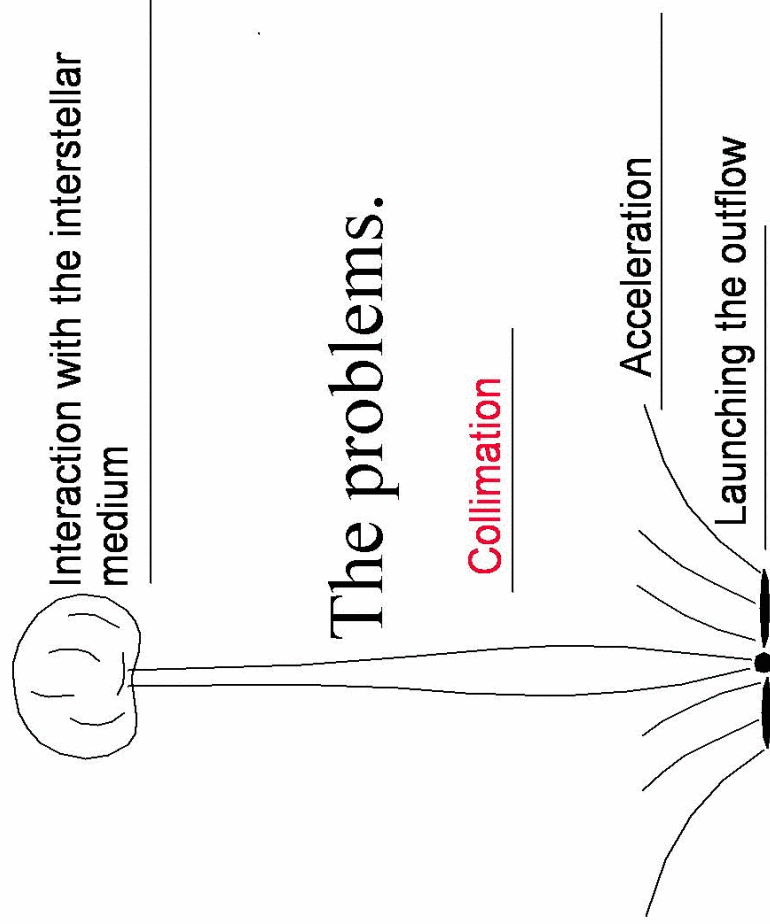 Interaction with the interstellar
medium
The problems.
Collimation
Acceleration
Launching the outflow